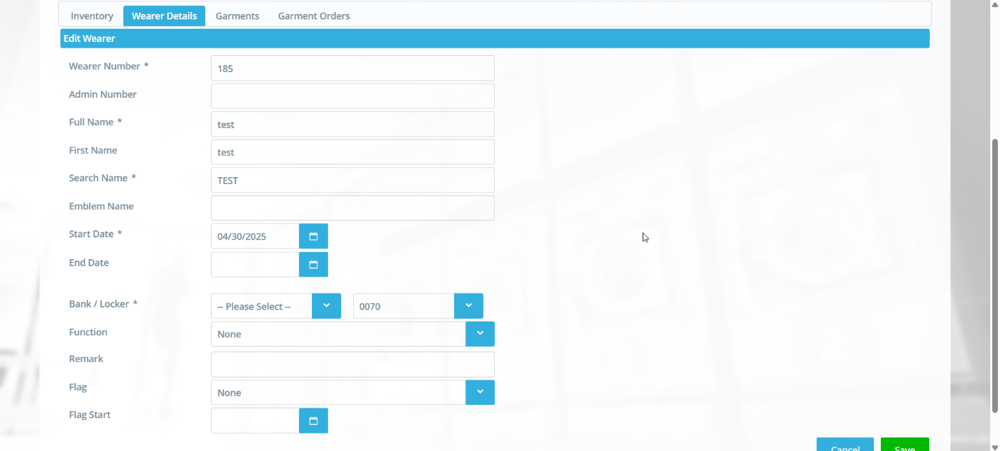 Inventory Wearer Details Garments Garment Orders
Edit Wearer
Wearer Number * 185
Admin Number
Full Name * test
First Name test
Search Name * TEST
Emblem Name
Start Date * 04/30/2025
End Date
Bank / Locker * -- Please Select -- 0070
Function None
Remark
Flag None
Flag Start
Cancel Save